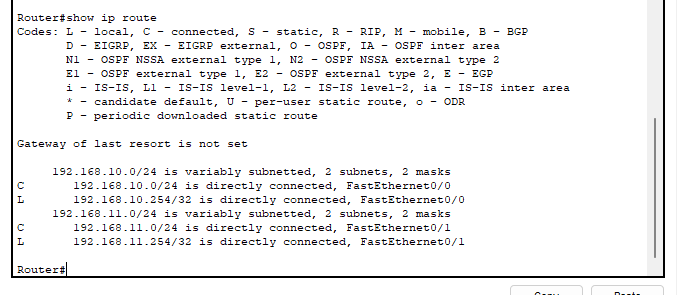 Router#show ip route
Codes: L - local, C - connected, S - static, R - RIP, M - mobile, B - BGP
D - EIGRP, EX - EIGRP external, O - OSPF, IA - OSPF inter area
N1 - OSPF NSSA external type 1, N2 - OSPF NSSA external type 2
E1 - OSPF external type 1, E2 - OSPF external type 2, E - EGP
i - IS-IS, L1 - IS-IS level-1, L2 - IS-IS level-2, ia - IS-IS inter area
* - candidate default, U - per-user static route, o - ODR
P - periodic downloaded static route
Gateway of last resort is not set
192.168.10.0/24 is variably subnetted, 2 subnets, 2 masks
C 192.168.10.0/24 is directly connected, FastEthernet0/0
L 192.168.10.254/32 is directly connected, FastEthernet0/0
192.168.11.0/24 is variably subnetted, 2 subnets, 2 masks
C 192.168.11.0/24 is directly connected, FastEthernet0/1
L 192.168.11.254/32 is directly connected, FastEthernet0/1
Router#